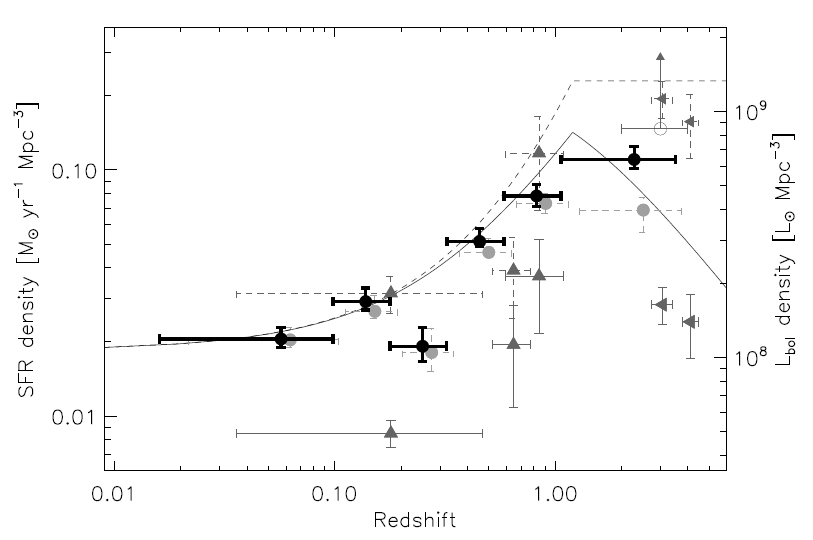 SFR density [M⊙ yr⁻¹ Mpc⁻³]
0.10
0.01
10⁹
10⁸
L_bol density [L⊙ Mpc⁻³]
0.01 0.10 1.00
Redshift